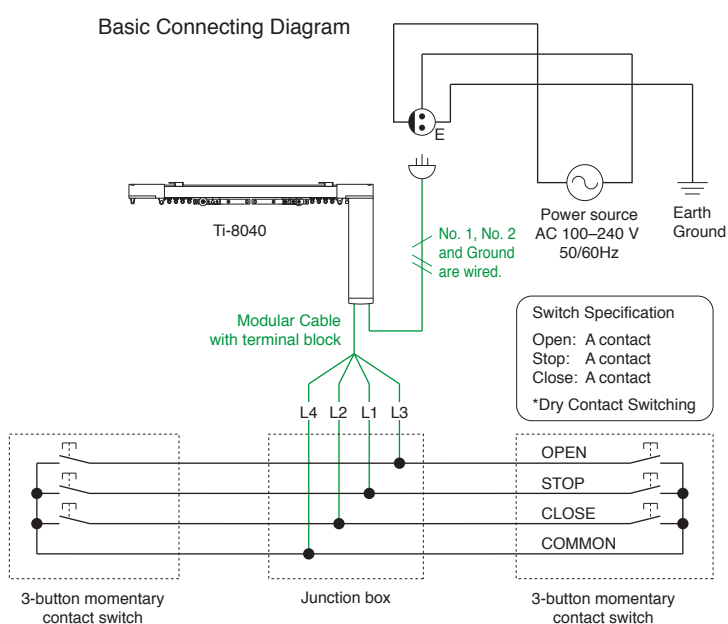 Basic Connecting Diagram
E
Ti-8040
No. 1, No. 2
and Ground
are wired.
Power source
AC 100–240 V
50/60Hz
Earth
Ground
Modular Cable
with terminal block
Switch Specification
Open: A contact
Stop: A contact
Close: A contact
*Dry Contact Switching
L4 L2 L1 L3
OPEN
STOP
CLOSE
COMMON
3-button momentary
contact switch
Junction box
3-button momentary
contact switch